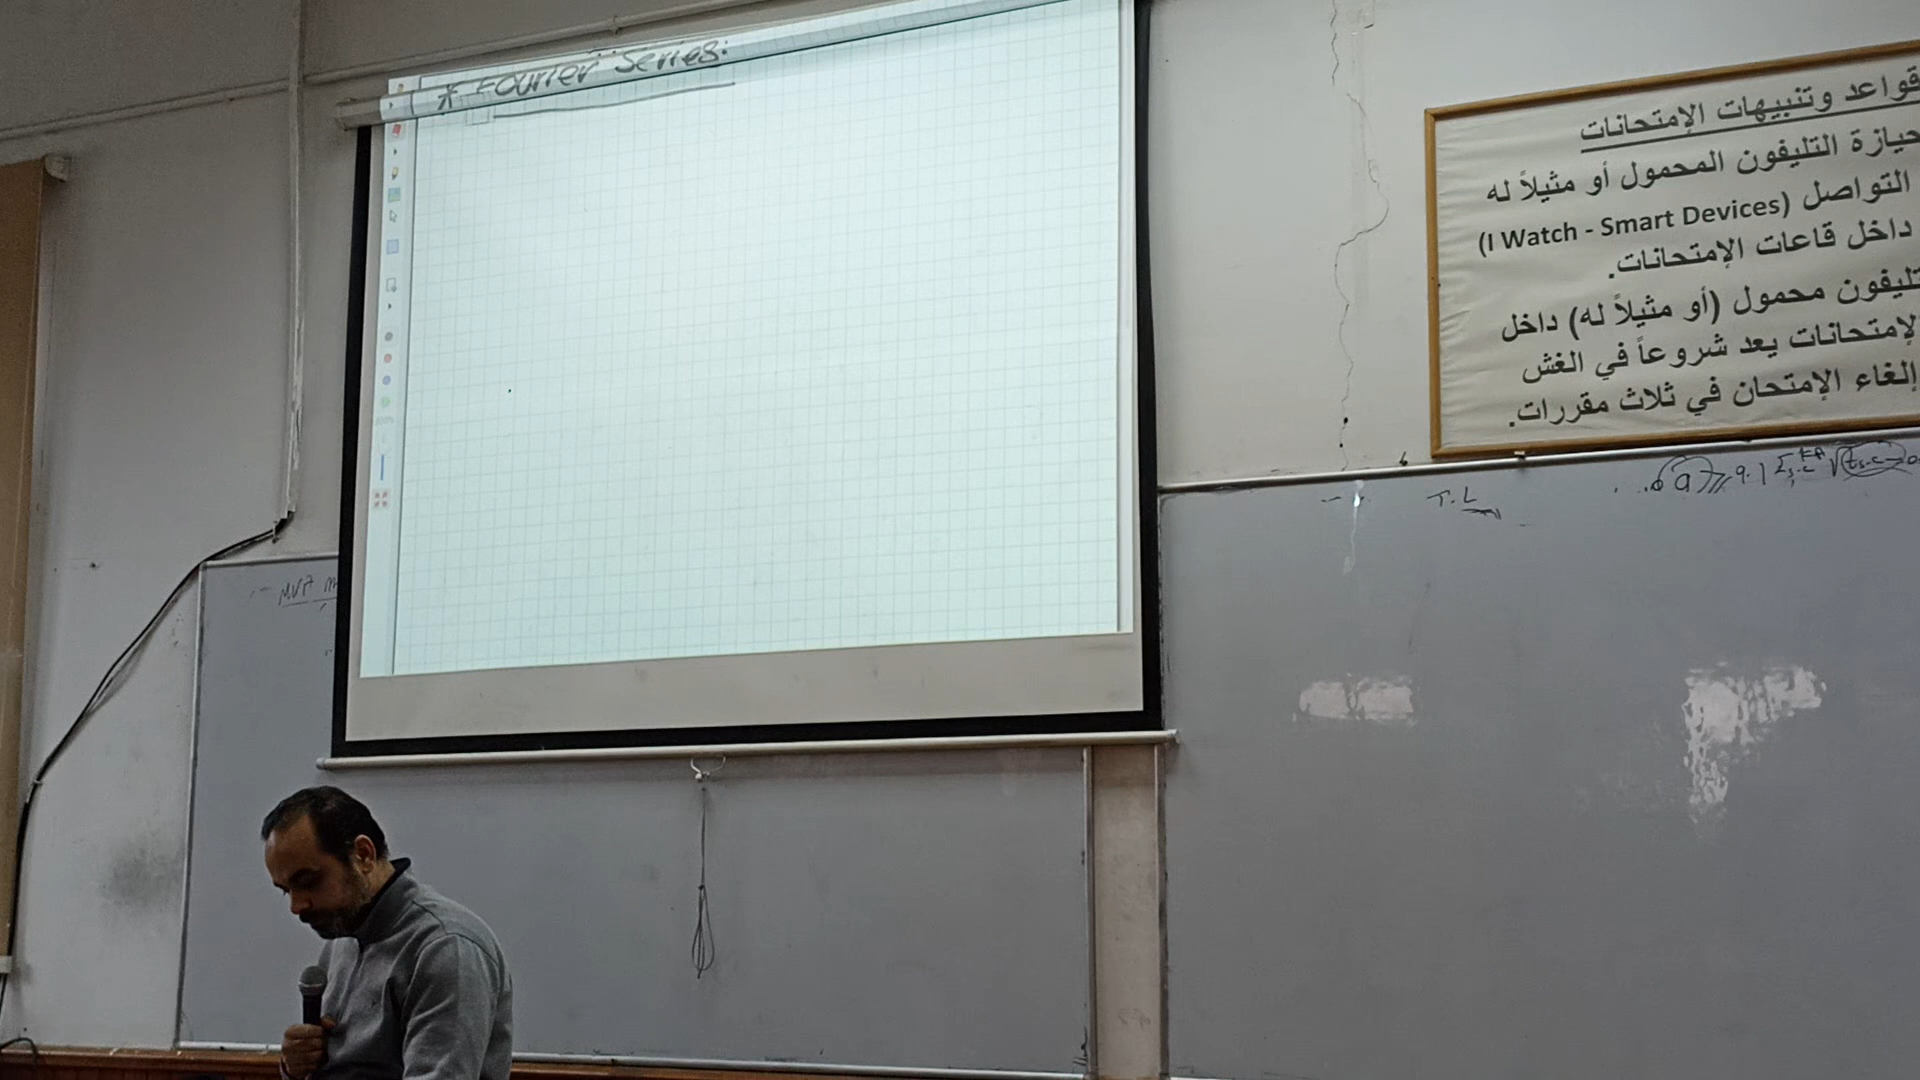 * Fourier Series:
قواعد وتنبيهات الإمتحانات
حيازة التليفون المحمول أو مثيلاً له
التواصل (I Watch - Smart Devices)
داخل قاعات الإمتحانات.
تليفون محمول (أو مثيلاً له) داخل
لإمتحانات يعد شروعاً في الغش
إلغاء الإمتحان في ثلاث مقررات.
T.L